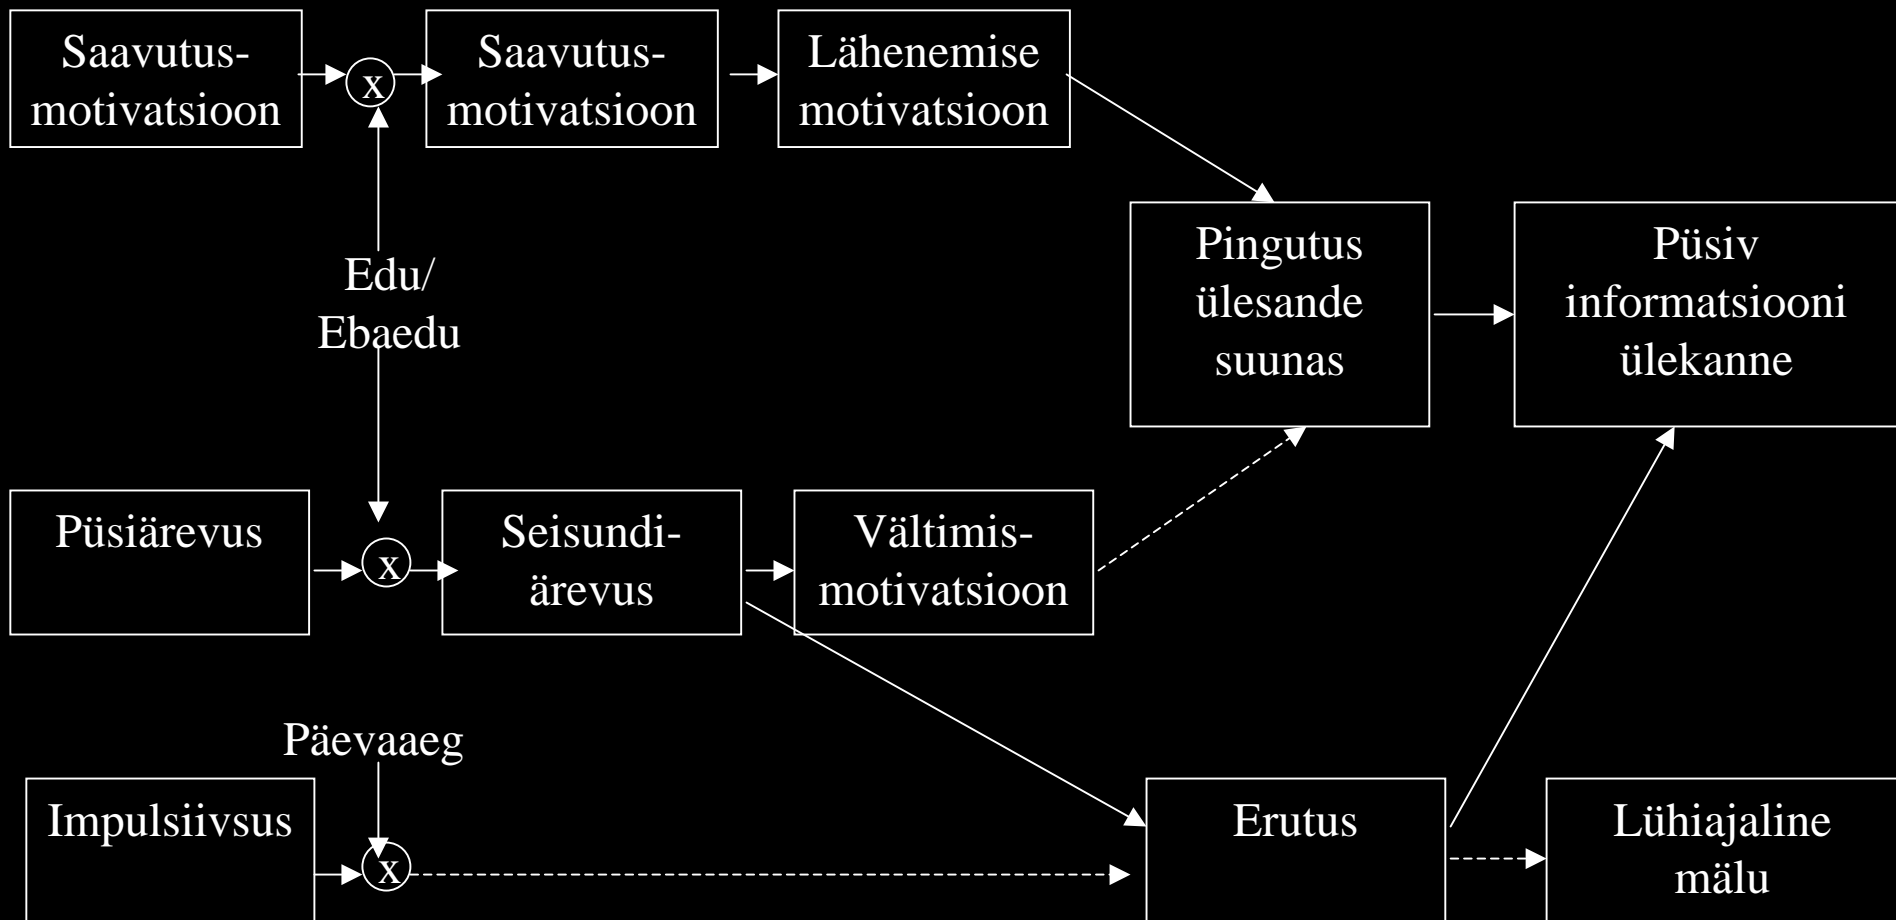 Saavutus-
motivatsioon
x
Saavutus-
motivatsioon
Lähenemise
motivatsioon
Edu/
Ebaedu
Pingutus
ülesande
suunas
Püsiv
informatsiooni
ülekanne
Püsiärevus
x
Seisundi-
ärevus
Vältimis-
motivatsioon
Päevaaeg
Impulsiivsus
x
Erutus
Lühiajaline
mälu